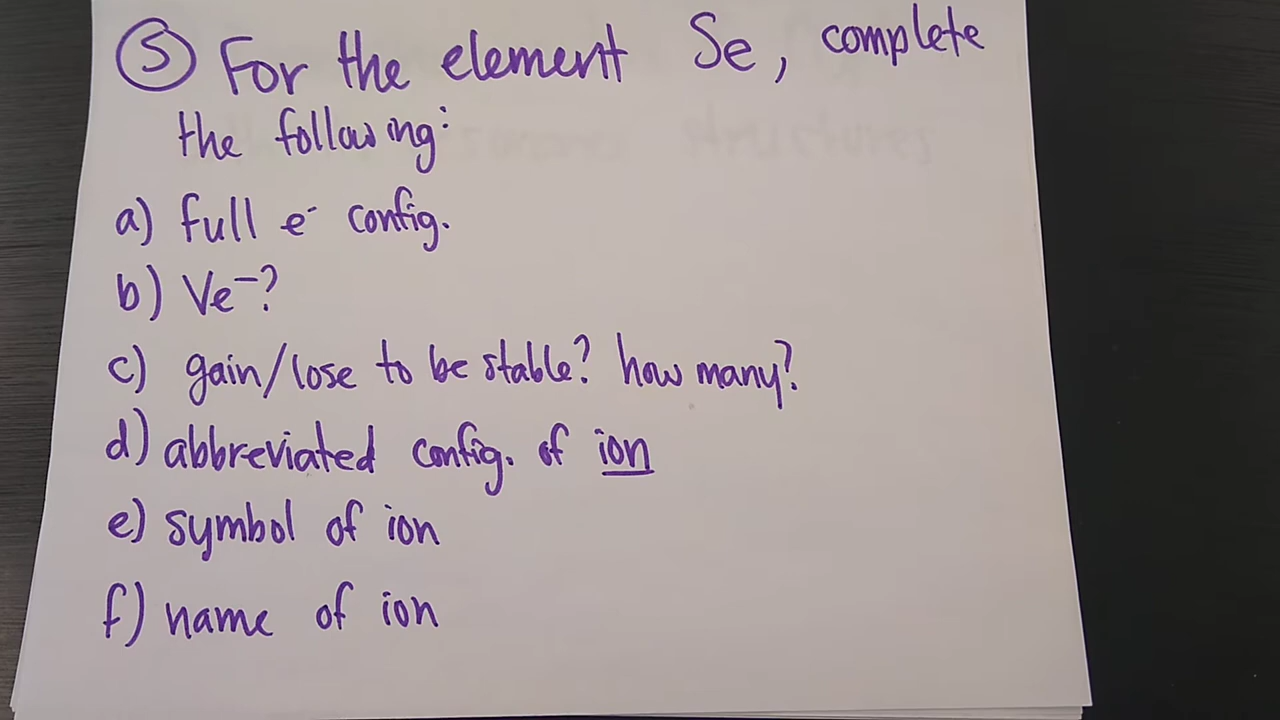 5 For the element Se, complete
the following:
a) full e⁻ config.
b) Ve⁻?
c) gain/lose to be stable? how many?
d) abbreviated config. of ion
e) symbol of ion
f) name of ion
structures